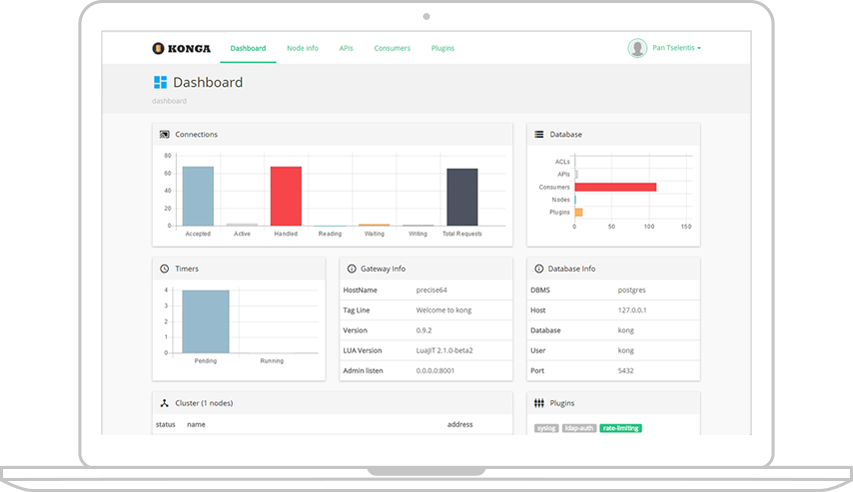 KONGA Dashboard Node info APIs Consumers Plugins Pan Tselentis
Dashboard
dashboard
Connections
80
60
40
20
0
Accepted Active Handled Reading Waiting Writing Total Requests
Database
ACLs
APIs
Consumers
Nodes
Plugins
0 50 100 150
Timers
4
3
2
1
0
Pending Running
Gateway Info
HostName precise64
Tag Line Welcome to kong
Version 0.9.2
LUA Version LuaJIT 2.1.0-beta2
Admin listen 0.0.0.0:8001
Database Info
DBMS postgres
Host 127.0.0.1
Database kong
User kong
Port 5432
Cluster (1 nodes)
status name address
Plugins
syslog ldap-auth rate-limiting